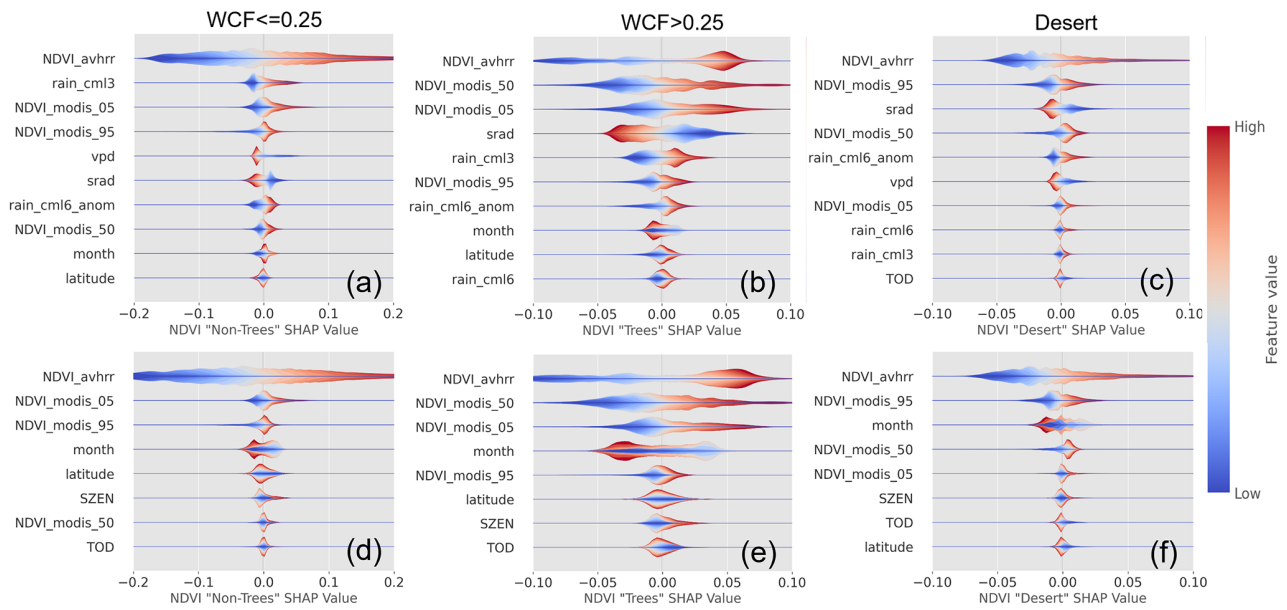 WCF<=0.25
WCF>0.25
Desert
NDVI_avhrr
rain_cml3
NDVI_modis_05
NDVI_modis_95
vpd
srad
rain_cml6_anom
NDVI_modis_50
month
latitude
(a)
−0.2 −0.1 0.0 0.1 0.2
NDVI "Non-Trees" SHAP Value
NDVI_avhrr
NDVI_modis_50
NDVI_modis_05
srad
rain_cml3
NDVI_modis_95
rain_cml6_anom
month
latitude
rain_cml6
(b)
−0.10 −0.05 0.00 0.05 0.10
NDVI "Trees" SHAP Value
NDVI_avhrr
NDVI_modis_95
srad
NDVI_modis_50
rain_cml6_anom
vpd
NDVI_modis_05
rain_cml6
rain_cml3
TOD
(c)
−0.10 −0.05 0.00 0.05 0.10
NDVI "Desert" SHAP Value
NDVI_avhrr
NDVI_modis_05
NDVI_modis_95
month
latitude
SZEN
NDVI_modis_50
TOD
(d)
−0.2 −0.1 0.0 0.1 0.2
NDVI "Non-Trees" SHAP Value
NDVI_avhrr
NDVI_modis_50
NDVI_modis_05
month
NDVI_modis_95
latitude
SZEN
TOD
(e)
−0.10 −0.05 0.00 0.05 0.10
NDVI "Trees" SHAP Value
NDVI_avhrr
NDVI_modis_95
month
NDVI_modis_50
NDVI_modis_05
SZEN
TOD
latitude
(f)
−0.10 −0.05 0.00 0.05 0.10
NDVI "Desert" SHAP Value
High
Feature value
Low